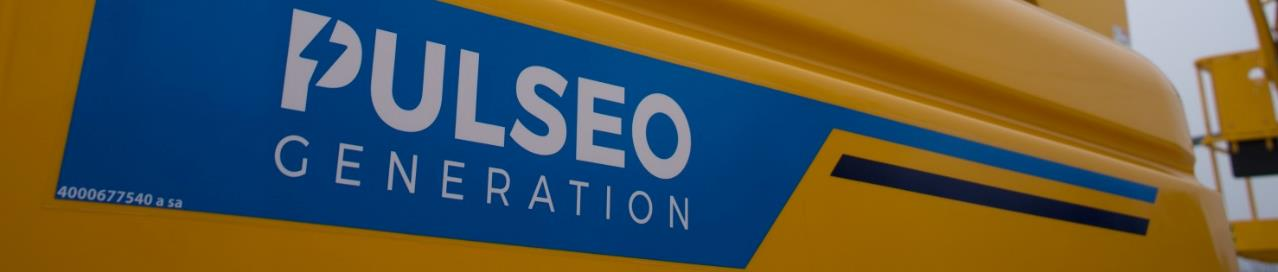 PULSEO
GENERATION
4000677540 a sa